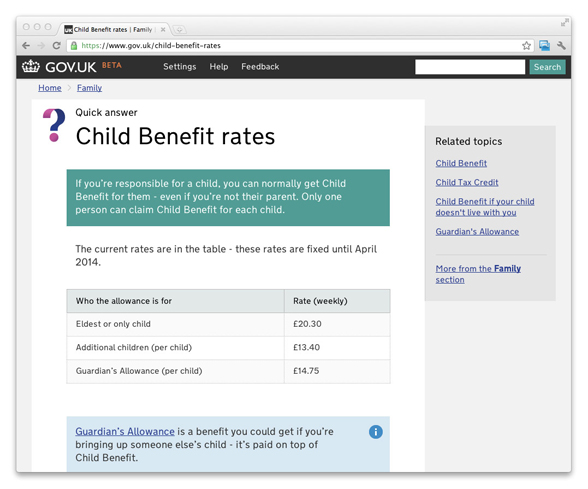 UK Child Benefit rates | Family |
https://www.gov.uk/child-benefit-rates
GOV.UK BETA Settings Help Feedback Search
Home Family
Quick answer
? Child Benefit rates
If you're responsible for a child, you can normally get Child
Benefit for them - even if you're not their parent. Only one
person can claim Child Benefit for each child.
The current rates are in the table - these rates are fixed until April
2014.
Who the allowance is for Rate (weekly)
Eldest or only child £20.30
Additional children (per child) £13.40
Guardian's Allowance (per child) £14.75
Guardian's Allowance is a benefit you could get if you're
bringing up someone else's child - it's paid on top of
Child Benefit.
Related topics
Child Benefit
Child Tax Credit
Child Benefit if your child
doesn't live with you
Guardian's Allowance
More from the Family
section